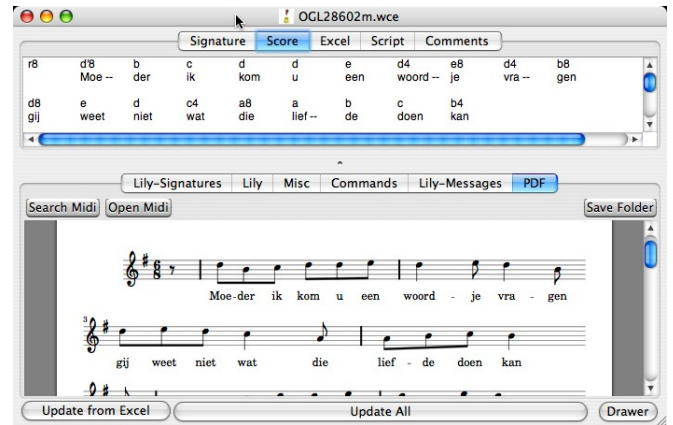 OGL28602m.wce
Signature Score Excel Script Comments
r8 d'8 b c d d e d4 e8 d4 b8
Moe -- der ik kom u een woord -- je vra -- gen
d8 e d c4 a8 a b c b4
gij weet niet wat die lief -- de doen kan
Lily-Signatures Lily Misc Commands Lily-Messages PDF
Search Midi Open Midi Save Folder
6
8
Moe-der ik kom u een woord - je vra - gen
3
gij weet niet wat die lief - de doen kan
Update from Excel Update All Drawer